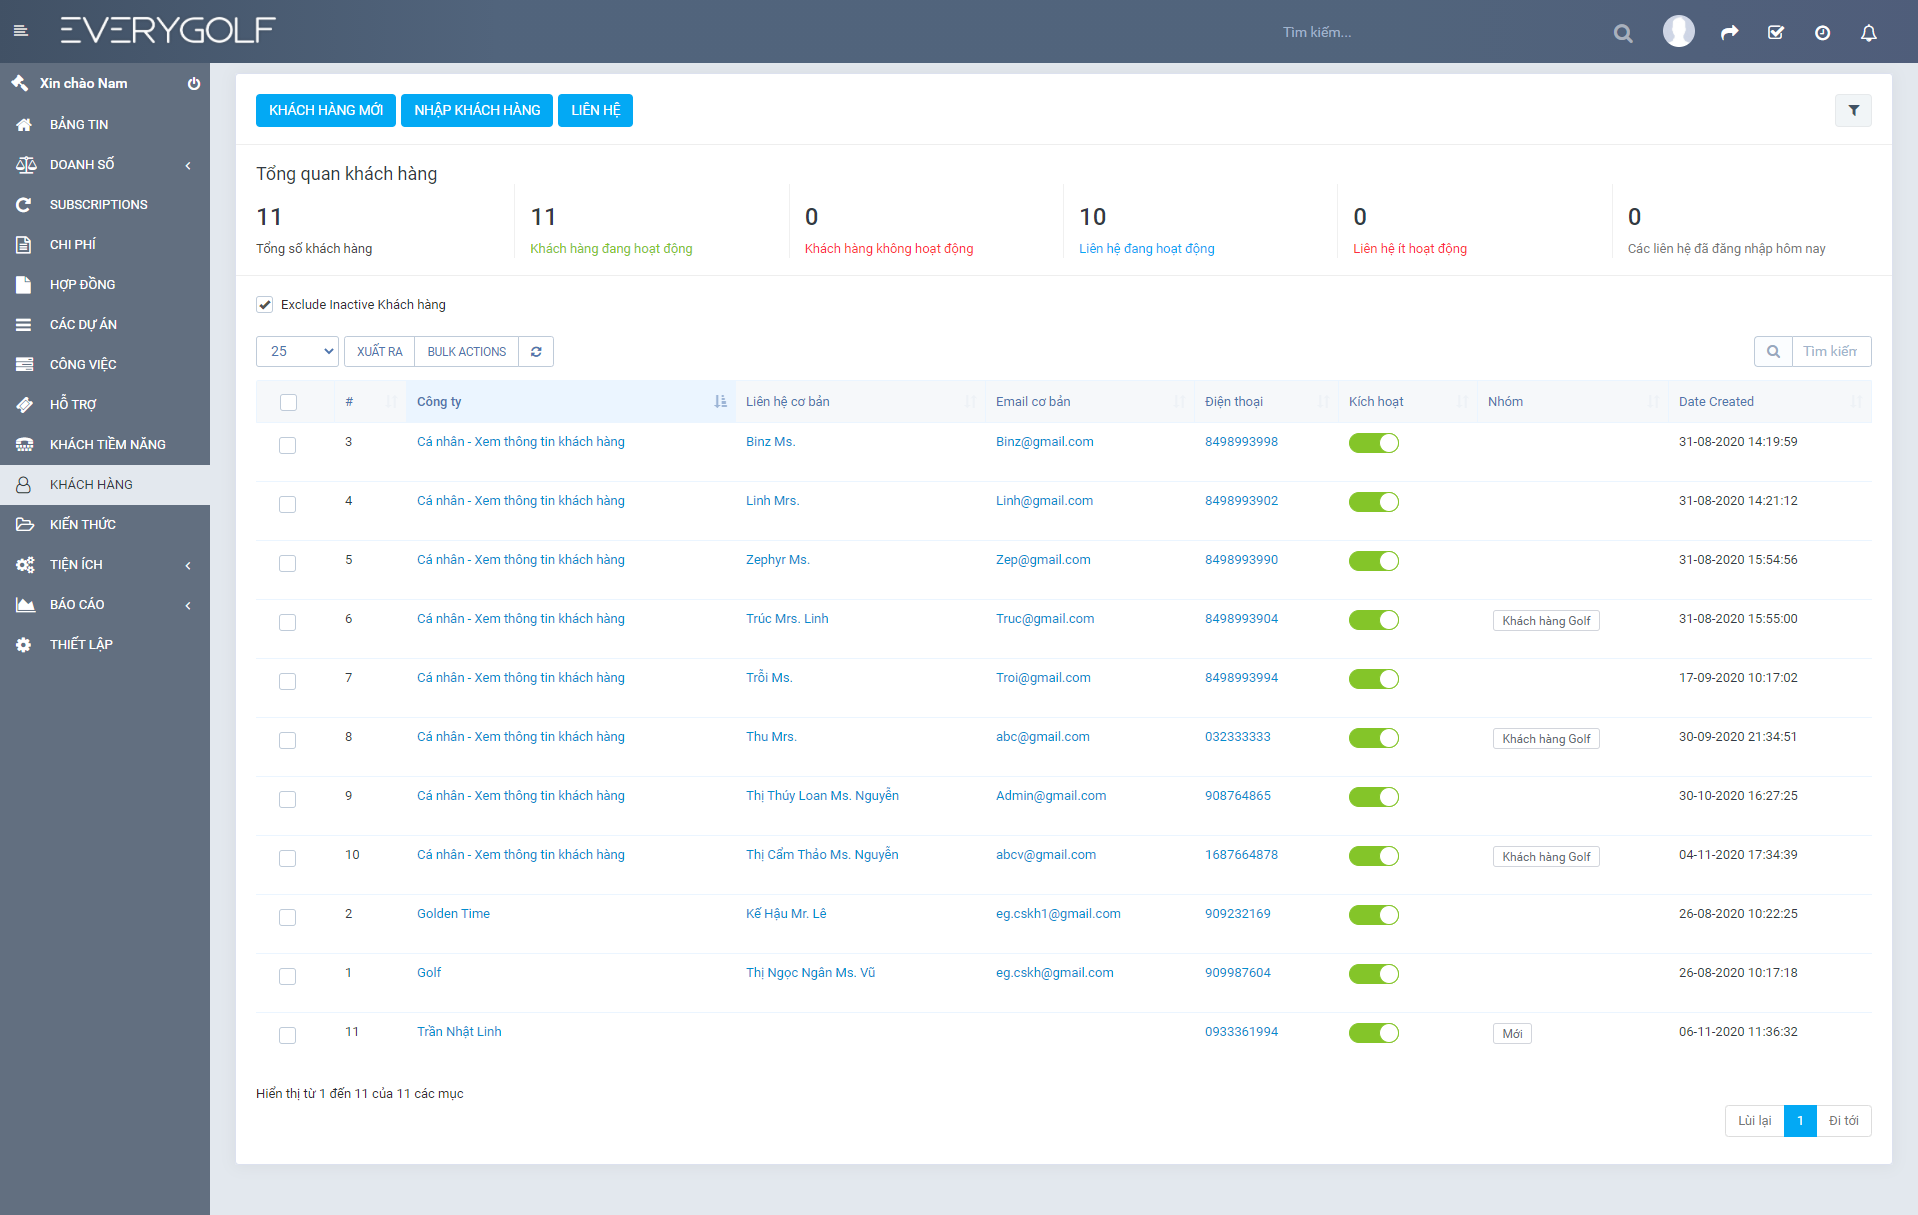 EVERYGOLF
Tìm kiếm...
Xin chào Nam
BẢNG TIN
DOANH SỐ
SUBSCRIPTIONS
CHI PHÍ
HỢP ĐỒNG
CÁC DỰ ÁN
CÔNG VIỆC
HỖ TRỢ
KHÁCH TIỀM NĂNG
KHÁCH HÀNG
KIẾN THỨC
TIỆN ÍCH
BÁO CÁO
THIẾT LẬP
KHÁCH HÀNG MỚI NHẬP KHÁCH HÀNG LIÊN HỆ
Tổng quan khách hàng
11 11 0 10 0 0
Tổng số khách hàng Khách hàng đang hoạt động Khách hàng không hoạt động Liên hệ đang hoạt động Liên hệ ít hoạt động Các liên hệ đã đăng nhập hôm nay
Exclude Inactive Khách hàng
25 XUẤT RA BULK ACTIONS Tìm kiếm
# Công ty Liên hệ cơ bản Email cơ bản Điện thoại Kích hoạt Nhóm Date Created
3 Cá nhân - Xem thông tin khách hàng Binz Ms. Binz@gmail.com 8498993998 31-08-2020 14:19:59
4 Cá nhân - Xem thông tin khách hàng Linh Mrs. Linh@gmail.com 8498993902 31-08-2020 14:21:12
5 Cá nhân - Xem thông tin khách hàng Zephyr Ms. Zep@gmail.com 8498993990 31-08-2020 15:54:56
6 Cá nhân - Xem thông tin khách hàng Trúc Mrs. Linh Truc@gmail.com 8498993904 Khách hàng Golf 31-08-2020 15:55:00
7 Cá nhân - Xem thông tin khách hàng Trỗi Ms. Troi@gmail.com 8498993994 17-09-2020 10:17:02
8 Cá nhân - Xem thông tin khách hàng Thu Mrs. abc@gmail.com 032333333 Khách hàng Golf 30-09-2020 21:34:51
9 Cá nhân - Xem thông tin khách hàng Thị Thúy Loan Ms. Nguyễn Admin@gmail.com 908764865 30-10-2020 16:27:25
10 Cá nhân - Xem thông tin khách hàng Thị Cẩm Thảo Ms. Nguyễn abcv@gmail.com 1687664878 Khách hàng Golf 04-11-2020 17:34:39
2 Golden Time Kế Hậu Mr. Lê eg.cskh1@gmail.com 909232169 26-08-2020 10:22:25
1 Golf Thị Ngọc Ngân Ms. Vũ eg.cskh@gmail.com 909987604 26-08-2020 10:17:18
11 Trần Nhật Linh 0933361994 Mới 06-11-2020 11:36:32
Hiển thị từ 1 đến 11 của 11 các mục
Lùi lại 1 Đi tới